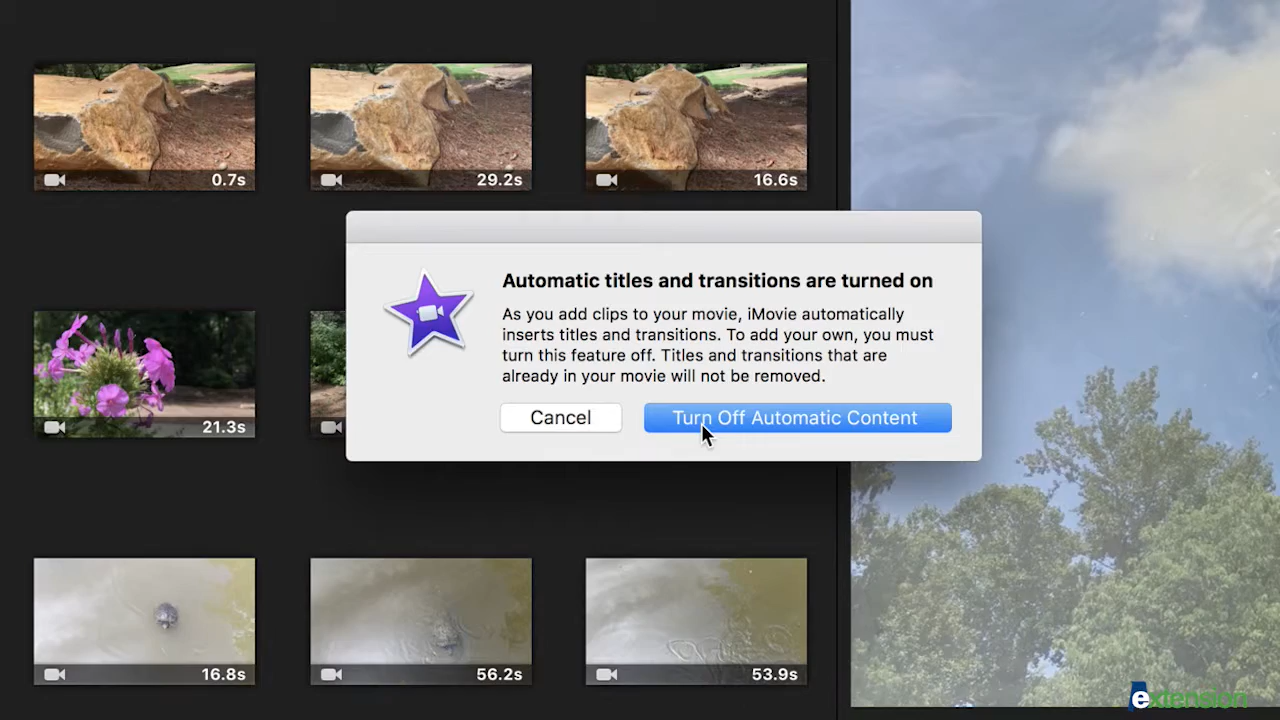 0.7s
29.2s
16.6s
Automatic titles and transitions are turned on
As you add clips to your movie, iMovie automatically
inserts titles and transitions. To add your own, you must
turn this feature off. Titles and transitions that are
already in your movie will not be removed.
Cancel
Turn Off Automatic Content
21.3s
16.8s
56.2s
53.9s
extension